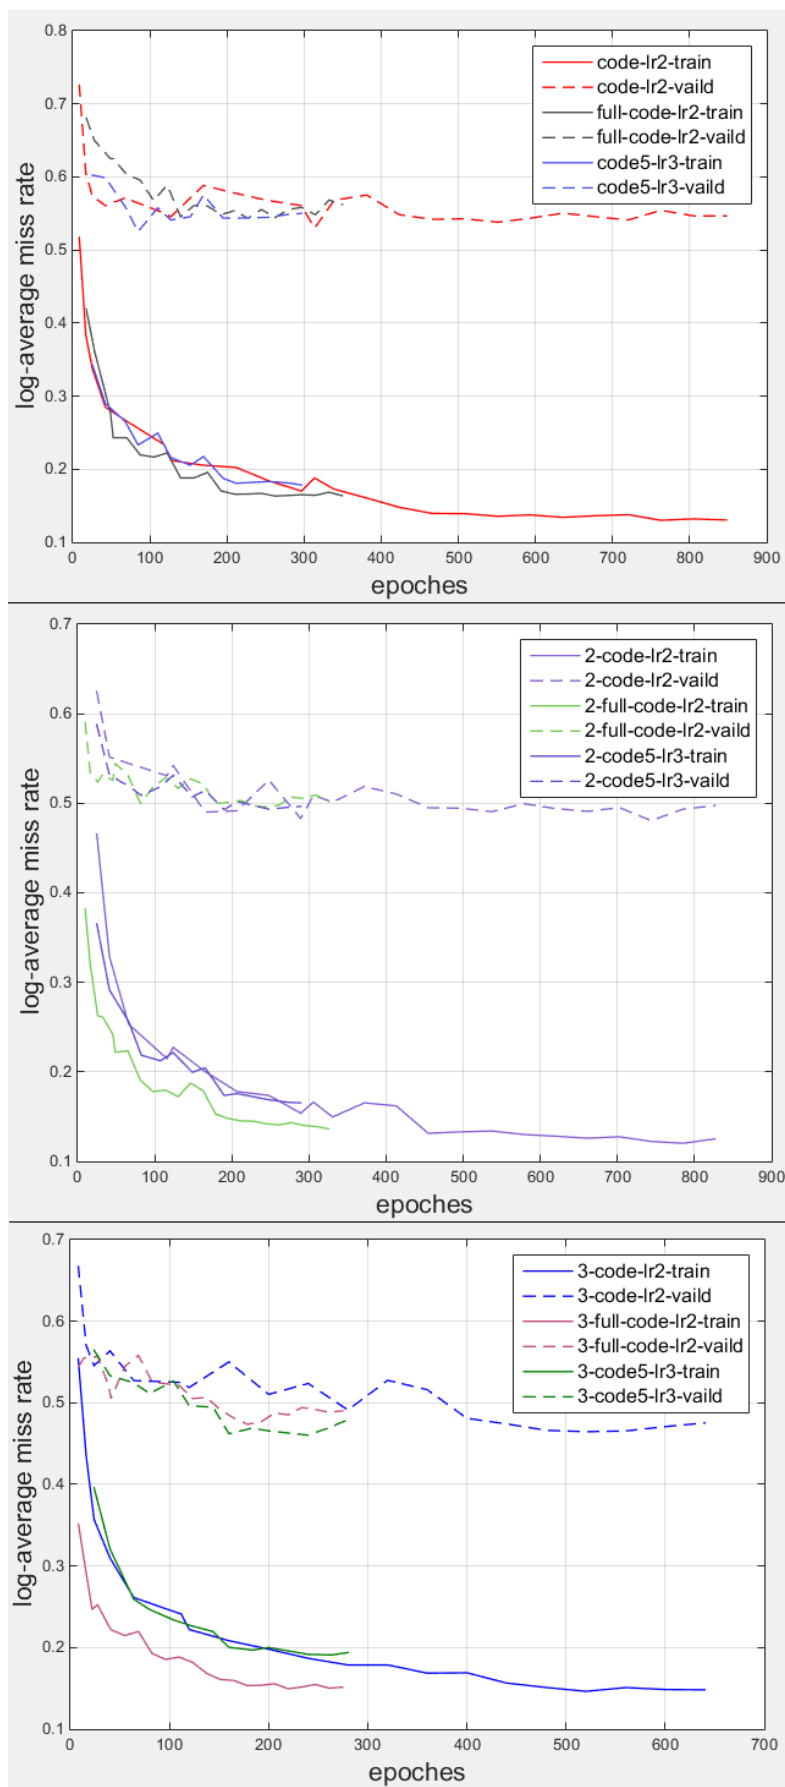 0.8
0.7
0.6
0.5
0.4
0.3
0.2
0.1
log-average miss rate
code-lr2-train
code-lr2-vaild
full-code-lr2-train
full-code-lr2-vaild
code5-lr3-train
code5-lr3-vaild
0 100 200 300 400 500 600 700 800 900
epoches
0.7
0.6
0.5
0.4
0.3
0.2
0.1
log-average miss rate
2-code-lr2-train
2-code-lr2-vaild
2-full-code-lr2-train
2-full-code-lr2-vaild
2-code5-lr3-train
2-code5-lr3-vaild
0 100 200 300 400 500 600 700 800 900
epoches
0.7
0.6
0.5
0.4
0.3
0.2
0.1
log-average miss rate
3-code-lr2-train
3-code-lr2-vaild
3-full-code-lr2-train
3-full-code-lr2-vaild
3-code5-lr3-train
3-code5-lr3-vaild
0 100 200 300 400 500 600 700
epoches